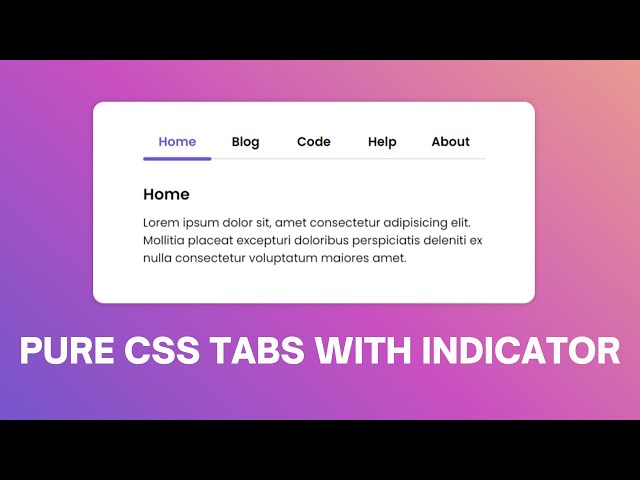 Home Blog Code Help About
Home
Lorem ipsum dolor sit, amet consectetur adipisicing elit.
Mollitia placeat excepturi doloribus perspiciatis deleniti ex
nulla consectetur voluptatum maiores amet.
PURE CSS TABS WITH INDICATOR